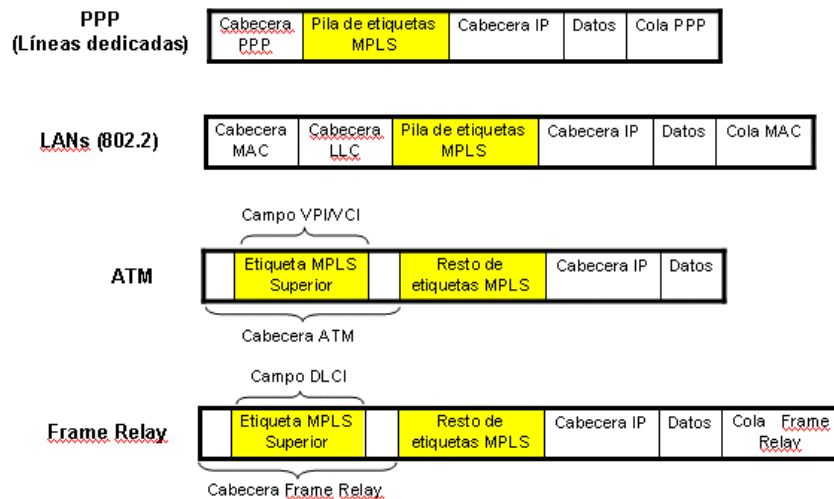 PPP
(Líneas dedicadas)
Cabecera
PPP
Pila de etiquetas
MPLS
Cabecera IP
Datos
Cola PPP
LANs (802.2)
Cabecera
MAC
Cabecera
LLC
Pila de etiquetas
MPLS
Cabecera IP
Datos
Cola MAC
Campo VPI/VCI
ATM
Etiqueta MPLS
Superior
Resto de
etiquetas MPLS
Cabecera IP
Datos
Cabecera ATM
Campo DLCI
Frame Relay
Etiqueta MPLS
Superior
Resto de
etiquetas MPLS
Cabecera IP
Datos
Cola Frame
Relay
Cabecera Frame Relay